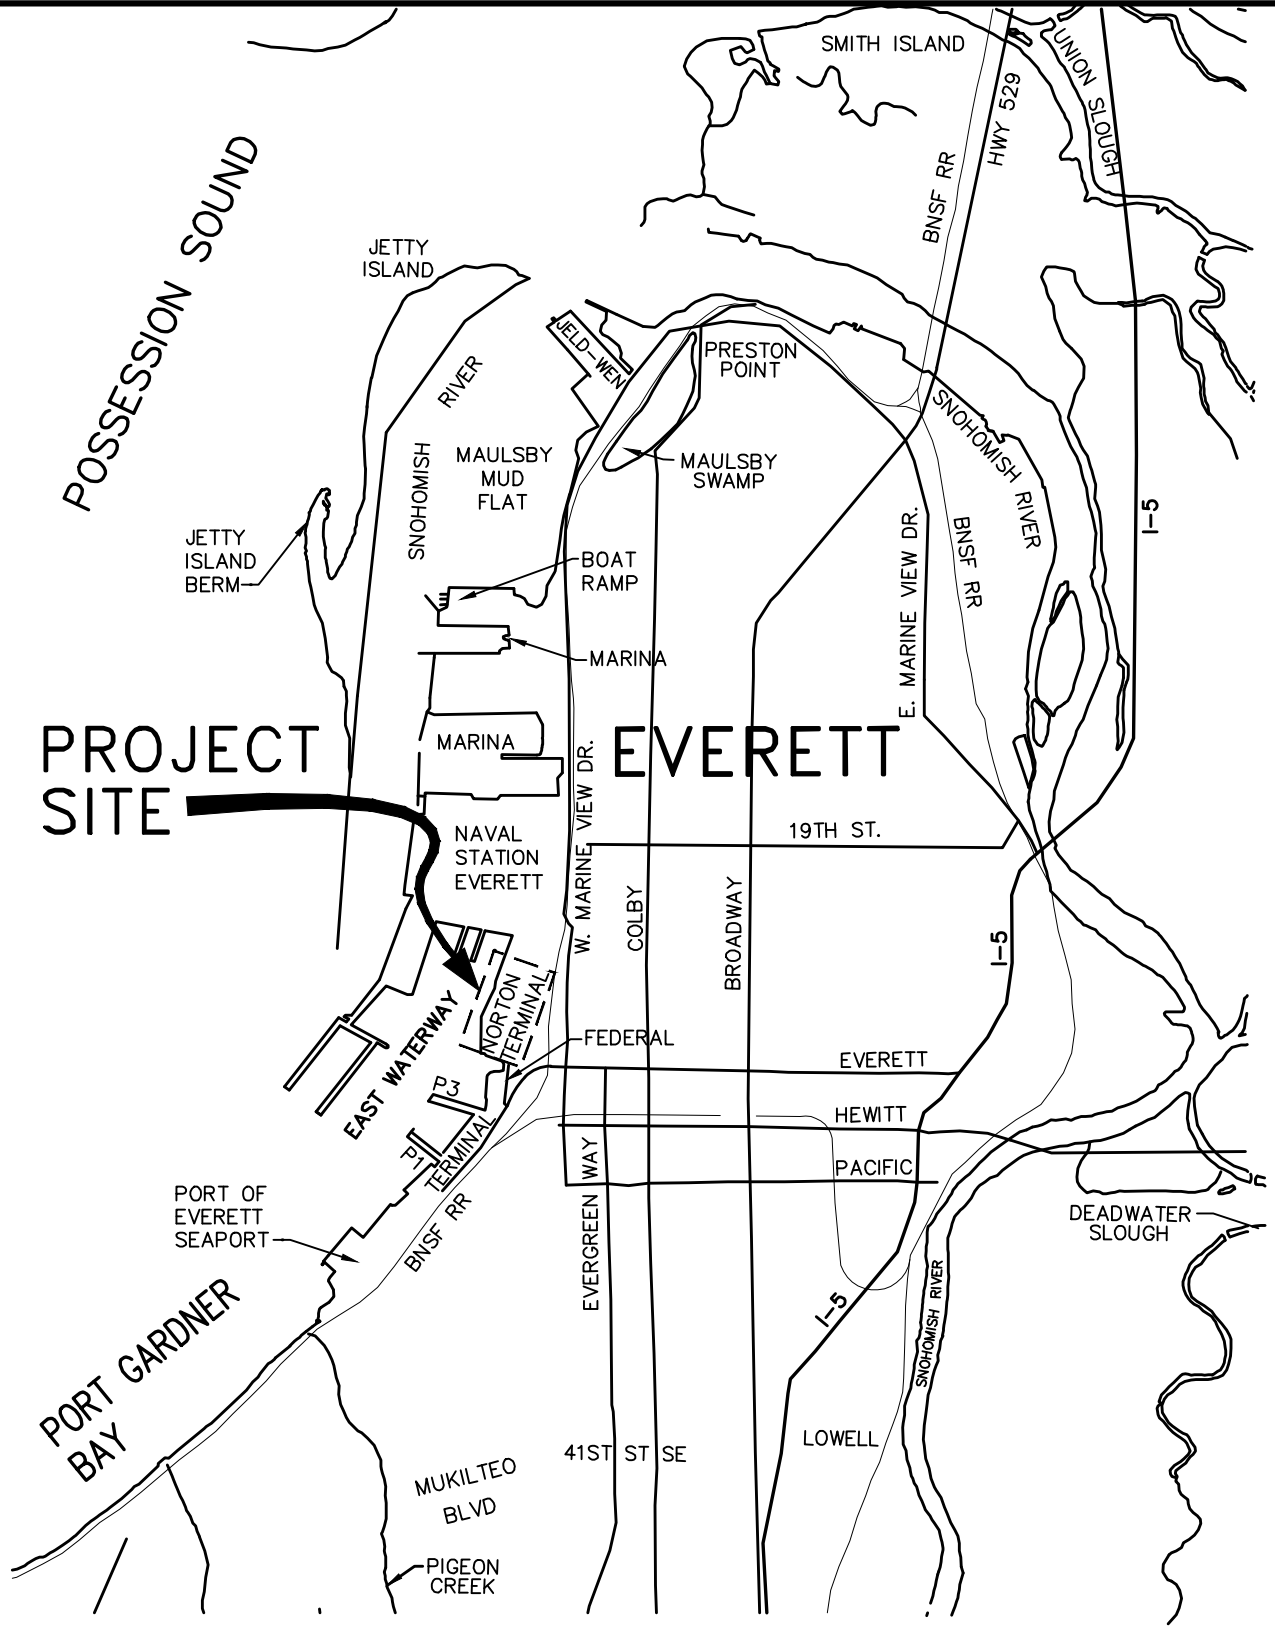 SMITH ISLAND
UNION SLOUGH
HWY 529
BNSF RR
POSSESSION SOUND
JETTY
ISLAND
JELD-WEN
PRESTON
POINT
RIVER
SNOHOMISH
SNOHOMISH RIVER
MAULSBY
MUD
FLAT
MAULSBY
SWAMP
I-5
JETTY
ISLAND
BERM
BOAT
RAMP
E. MARINE VIEW DR.
BNSF RR
MARINA
PROJECT
SITE
MARINA
EVERETT
W. MARINE VIEW DR.
NAVAL
STATION
EVERETT
19TH ST.
COLBY
BROADWAY
I-5
NORTON
TERMINAL
EAST WATERWAY
FEDERAL
EVERETT
P3
HEWITT
P1
TERMINAL
PACIFIC
PORT OF
EVERETT
SEAPORT
BNSF RR
EVERGREEN WAY
DEADWATER
SLOUGH
I-5
SNOHOMISH RIVER
PORT GARDNER
BAY
41ST ST SE
LOWELL
MUKILTEO
BLVD
PIGEON
CREEK